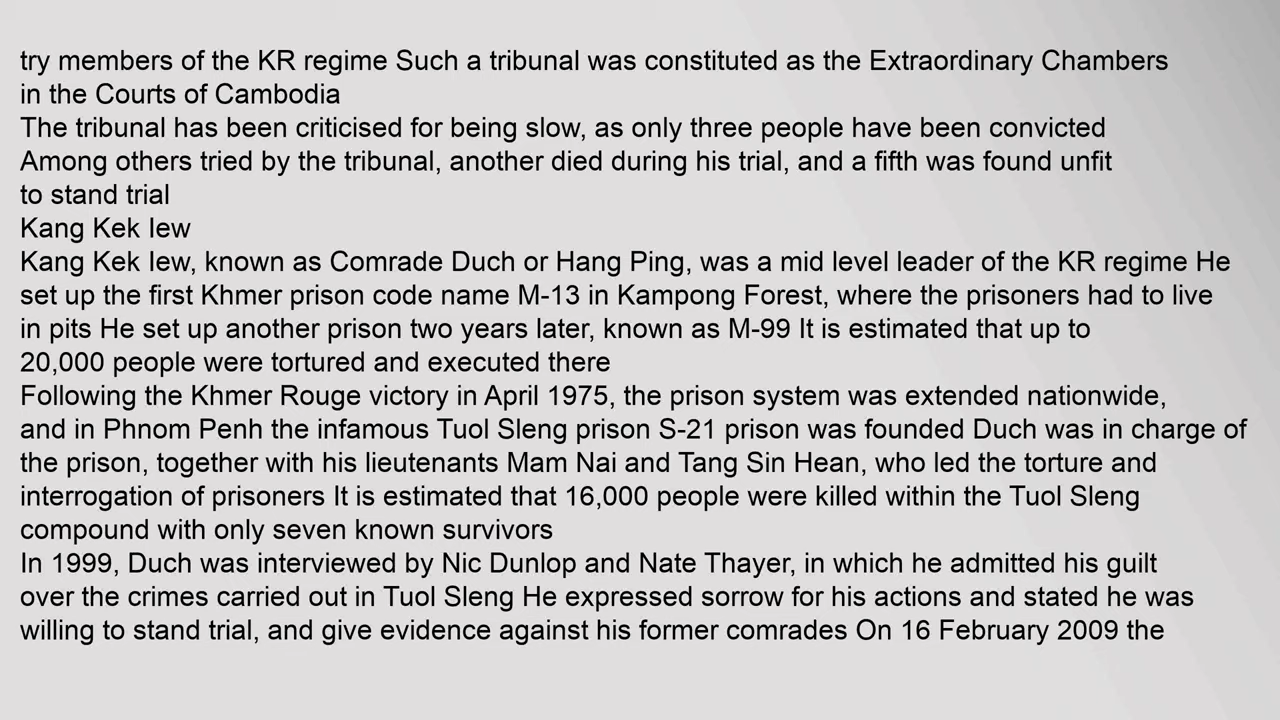 try members of the KR regime Such a tribunal was constituted as the Extraordinary Chambers
in the Courts of Cambodia
The tribunal has been criticised for being slow, as only three people have been convicted
Among others tried by the tribunal, another died during his trial, and a fifth was found unfit
to stand trial
Kang Kek Iew
Kang Kek Iew, known as Comrade Duch or Hang Ping, was a mid level leader of the KR regime He
set up the first Khmer prison code name M-13 in Kampong Forest, where the prisoners had to live
in pits He set up another prison two years later, known as M-99 It is estimated that up to
20,000 people were tortured and executed there
Following the Khmer Rouge victory in April 1975, the prison system was extended nationwide,
and in Phnom Penh the infamous Tuol Sleng prison S-21 prison was founded Duch was in charge of
the prison, together with his lieutenants Mam Nai and Tang Sin Hean, who led the torture and
interrogation of prisoners It is estimated that 16,000 people were killed within the Tuol Sleng
compound with only seven known survivors
In 1999, Duch was interviewed by Nic Dunlop and Nate Thayer, in which he admitted his guilt
over the crimes carried out in Tuol Sleng He expressed sorrow for his actions and stated he was
willing to stand trial, and give evidence against his former comrades On 16 February 2009 the